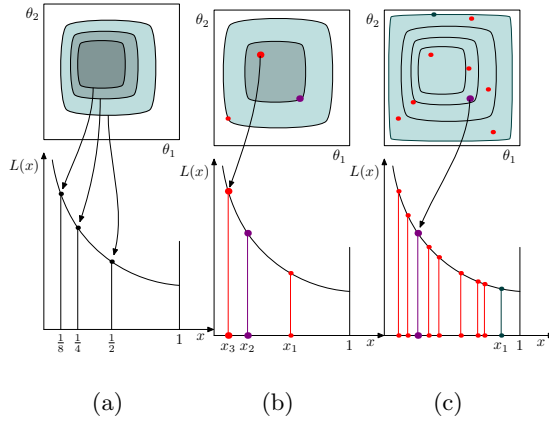 θ₂ θ₂ θ₂
θ₁ θ₁ θ₁
L(x) L(x) L(x)
1/8 1/4 1/2 x 1 x₃ x₂ x₁ 1 x x₁ 1 x
(a) (b) (c)